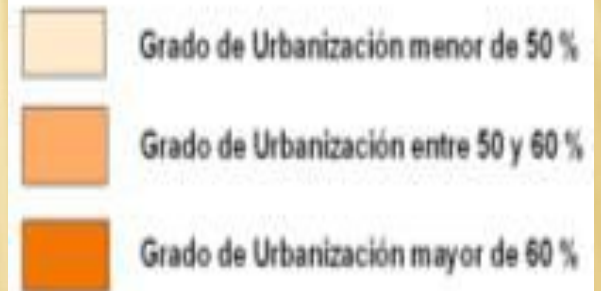 Grado de Urbanización menor de 50 %
Grado de Urbanización entre 50 y 60 %
Grado de Urbanización mayor de 60 %